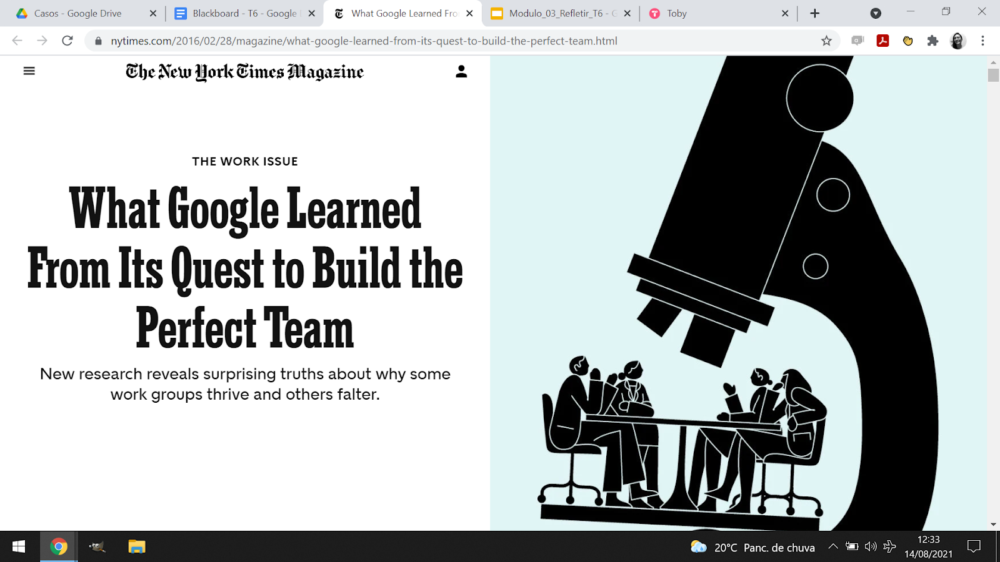 Casos - Google Drive
Blackboard - T6 - Google
What Google Learned Fro
Modulo_03_Refletir_T6 - G
Toby
nytimes.com/2016/02/28/magazine/what-google-learned-from-its-quest-to-build-the-perfect-team.html
The New York Times Magazine
THE WORK ISSUE
What Google Learned
From Its Quest to Build the
Perfect Team
New research reveals surprising truths about why some
work groups thrive and others falter.
20°C Panc. de chuva
12:33
14/08/2021